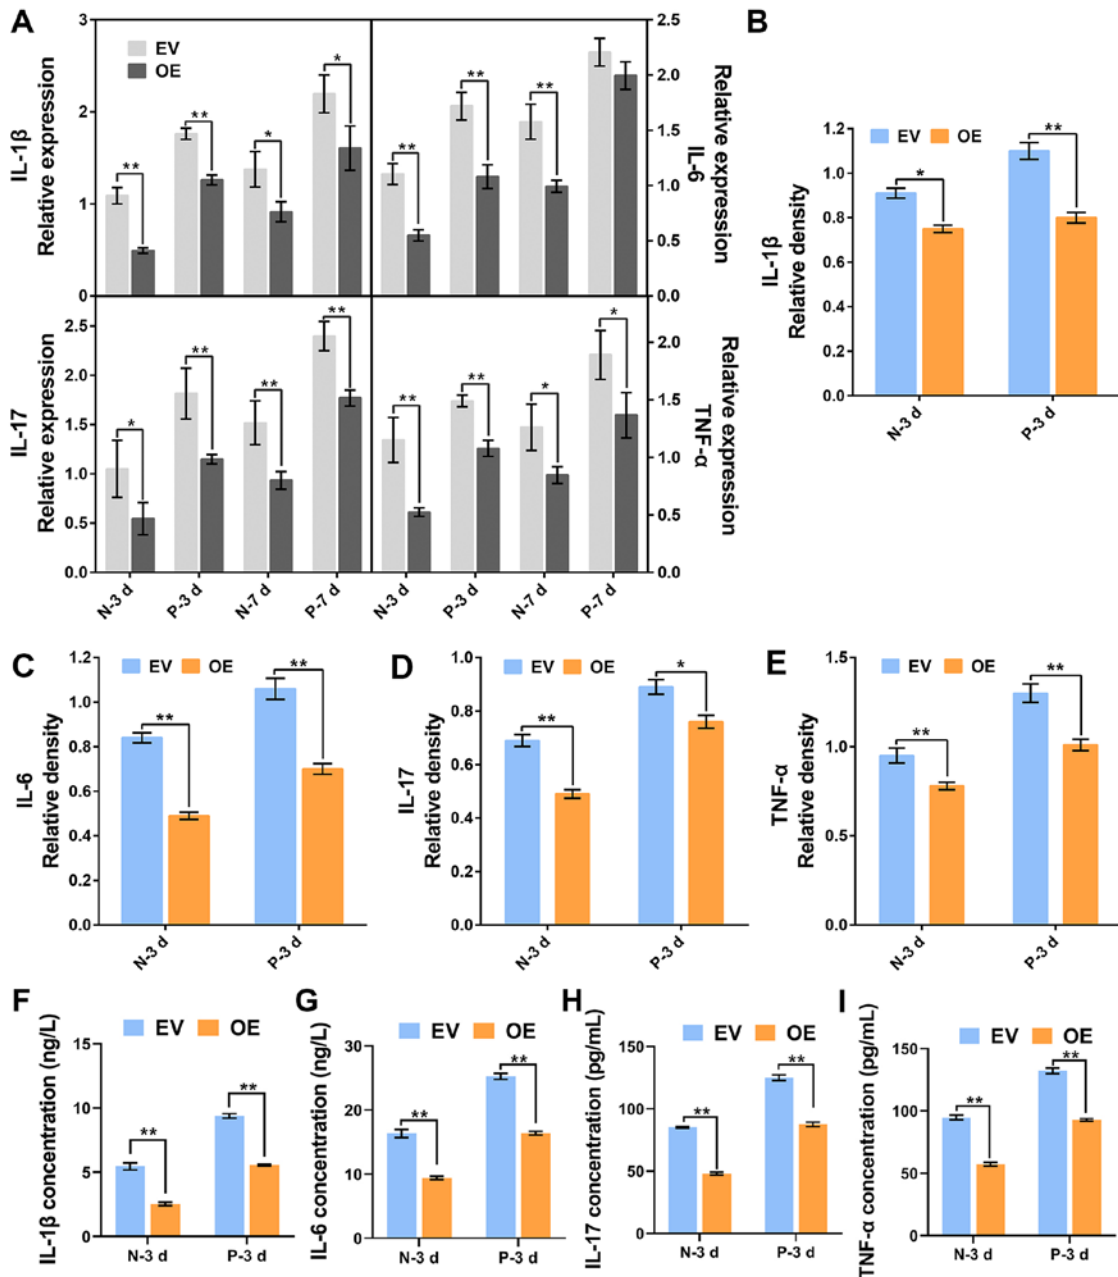 A
EV
OE
IL-1β
Relative expression
3
2
1
0
*
**
*
**
2.5
2.0
1.5
1.0
0.5
0.0
Relative expression
IL-6
**
**
**
IL-17
Relative expression
2.5
2.0
1.5
1.0
0.5
0.0
**
**
**
*
2.0
1.5
1.0
0.5
0.0
Relative expression
TNF-α
*
**
*
**
N-3 d P-3 d N-7 d P-7 d N-3 d P-3 d N-7 d P-7 d
B
EV OE
IL-1β
Relative density
1.2
1.0
0.8
0.6
0.4
0.2
0.0
*
**
N-3 d P-3 d
C
EV OE
IL-6
Relative density
1.2
1.0
0.8
0.6
0.4
0.2
0.0
**
**
N-3 d P-3 d
D
EV OE
IL-17
Relative density
1.0
0.8
0.6
0.4
0.2
0.0
**
*
N-3 d P-3 d
E
EV OE
TNF-α
Relative density
1.5
1.0
0.5
0.0
**
**
N-3 d P-3 d
F
EV OE
IL-1β concentration (ng/L)
15
10
5
0
**
**
N-3 d P-3 d
G
EV OE
IL-6 concentration (ng/L)
30
20
10
0
**
**
N-3 d P-3 d
H
EV OE
IL-17 concentration (pg/mL)
150
100
50
0
**
**
N-3 d P-3 d
I
EV OE
TNF-α concentration (pg/mL)
150
100
50
0
**
**
N-3 d P-3 d